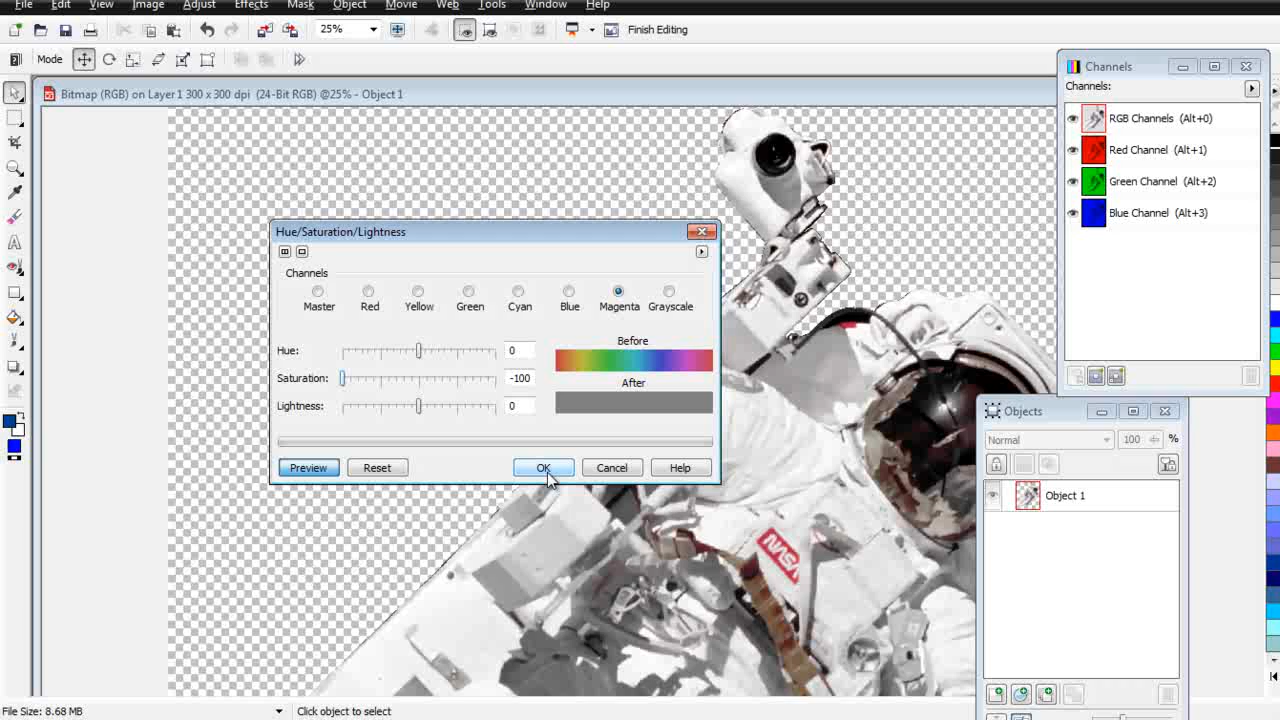 File Edit View Image Adjust Effects Mask Object Movie Web Tools Window Help
25% Finish Editing
Mode
Bitmap (RGB) on Layer 1 300 x 300 dpi (24-Bit RGB) @25% - Object 1
Channels
Channels:
RGB Channels (Alt+0)
Red Channel (Alt+1)
Green Channel (Alt+2)
Blue Channel (Alt+3)
Hue/Saturation/Lightness
Channels
Master Red Yellow Green Cyan Blue Magenta Grayscale
Hue: 0
Before
Saturation: -100
After
Lightness: 0
Preview Reset OK Cancel Help
Objects
Normal 100 %
Object 1
NASA
File Size: 8.68 MB Click object to select